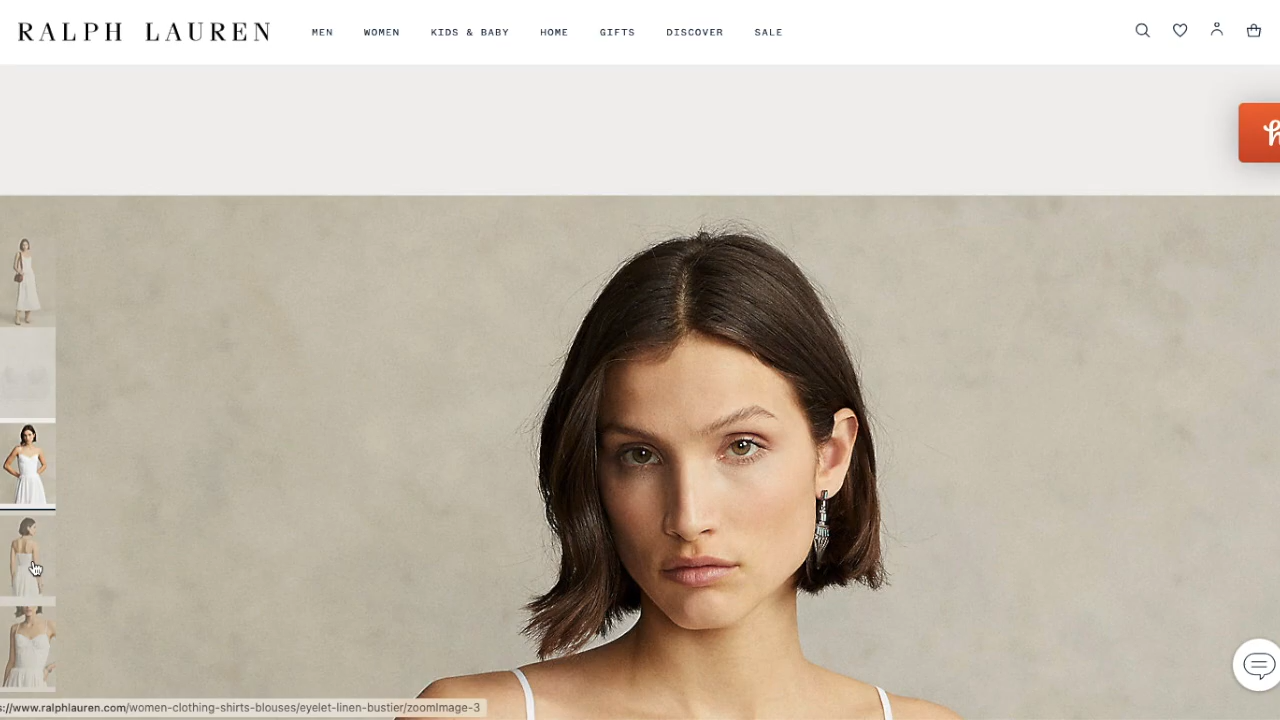 RALPH LAUREN
MEN WOMEN KIDS & BABY HOME GIFTS DISCOVER SALE
s://www.ralphlauren.com/women-clothing-shirts-blouses/eyelet-linen-bustier/zoomImage-3